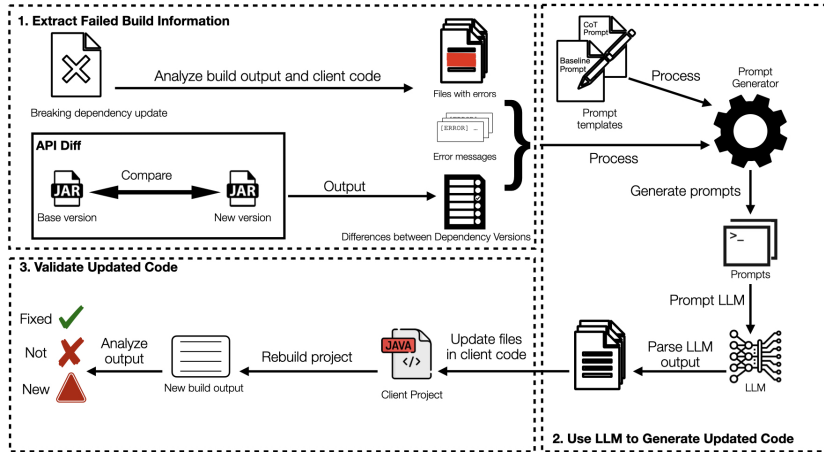 1. Extract Failed Build Information
Breaking dependency update
Analyze build output and client code
Files with errors
[ERROR] …
Error messages
API Diff
JAR
Base version
Compare
JAR
New version
Output
Differences between Dependency Versions
CoT
Prompt
Baseline
Prompt
Prompt
templates
Process
Prompt
Generator
Process
Generate prompts
>_
Prompts
Prompt LLM
LLM
Parse LLM
output
2. Use LLM to Generate Updated Code
3. Validate Updated Code
Update files
in client code
JAVA
</>
Client Project
Rebuild project
New build output
Analyze
output
Fixed
Not
New